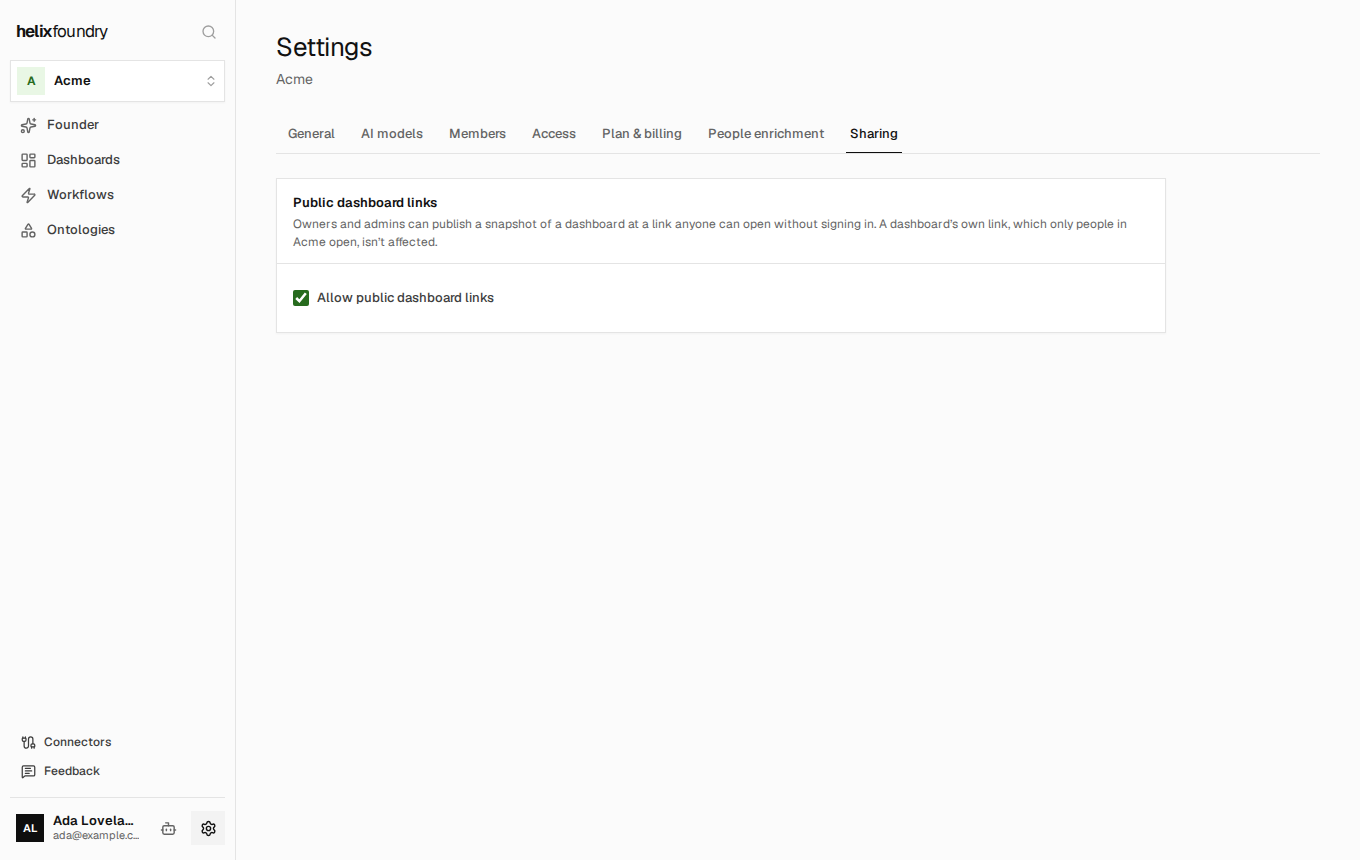 helixfoundry
A
Acme
Founder
Dashboards
Workflows
Ontologies
Connectors
Feedback
AL
Ada Lovela...
ada@example.c...
Settings
Acme
General
AI models
Members
Access
Plan & billing
People enrichment
Sharing
Public dashboard links
Owners and admins can publish a snapshot of a dashboard at a link anyone can open without signing in. A dashboard's own link, which only people in
Acme open, isn't affected.
Allow public dashboard links